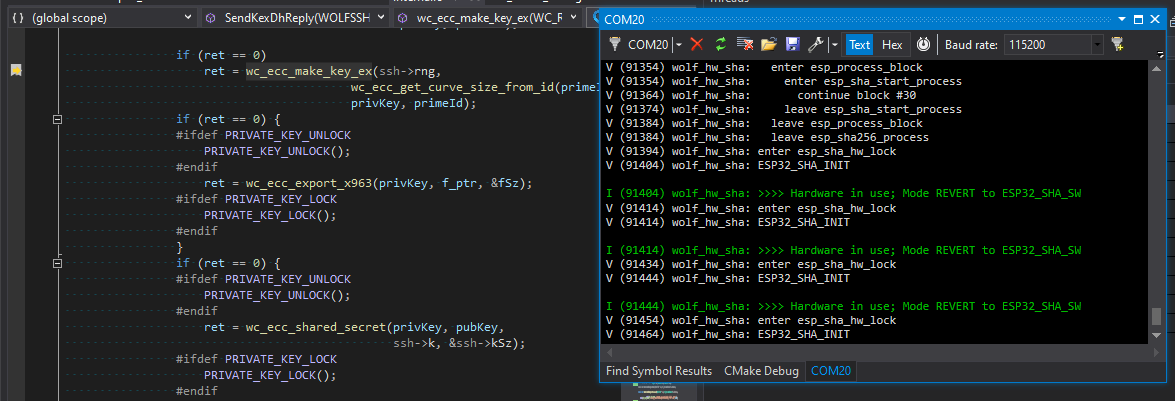 { } (global scope)
SendKexDhReply(WOLFSSH
wc_ecc_make_key_ex(WC_R
if (ret == 0)
ret = wc_ecc_make_key_ex(ssh->rng,
wc_ecc_get_curve_size_from_id(prime
privKey, primeId);
if (ret == 0) {
#ifdef PRIVATE_KEY_UNLOCK
PRIVATE_KEY_UNLOCK();
#endif
ret = wc_ecc_export_x963(privKey, f_ptr, &fSz);
#ifdef PRIVATE_KEY_LOCK
PRIVATE_KEY_LOCK();
#endif
}
if (ret == 0) {
#ifdef PRIVATE_KEY_UNLOCK
PRIVATE_KEY_UNLOCK();
#endif
ret = wc_ecc_shared_secret(privKey, pubKey,
ssh->k, &ssh->kSz);
#ifdef PRIVATE_KEY_LOCK
PRIVATE_KEY_LOCK();
#endif
COM20
COM20 Text Hex Baud rate: 115200
V (91354) wolf_hw_sha: enter esp_process_block
V (91354) wolf_hw_sha: enter esp_sha_start_process
V (91364) wolf_hw_sha: continue block #30
V (91374) wolf_hw_sha: leave esp_sha_start_process
V (91384) wolf_hw_sha: leave esp_process_block
V (91384) wolf_hw_sha: leave esp_sha256_process
V (91394) wolf_hw_sha: enter esp_sha_hw_lock
V (91404) wolf_hw_sha: ESP32_SHA_INIT
I (91404) wolf_hw_sha: >>>> Hardware in use; Mode REVERT to ESP32_SHA_SW
V (91414) wolf_hw_sha: enter esp_sha_hw_lock
V (91414) wolf_hw_sha: ESP32_SHA_INIT
I (91414) wolf_hw_sha: >>>> Hardware in use; Mode REVERT to ESP32_SHA_SW
V (91434) wolf_hw_sha: enter esp_sha_hw_lock
V (91444) wolf_hw_sha: ESP32_SHA_INIT
I (91444) wolf_hw_sha: >>>> Hardware in use; Mode REVERT to ESP32_SHA_SW
V (91454) wolf_hw_sha: enter esp_sha_hw_lock
V (91464) wolf_hw_sha: ESP32_SHA_INIT
Find Symbol Results CMake Debug COM20